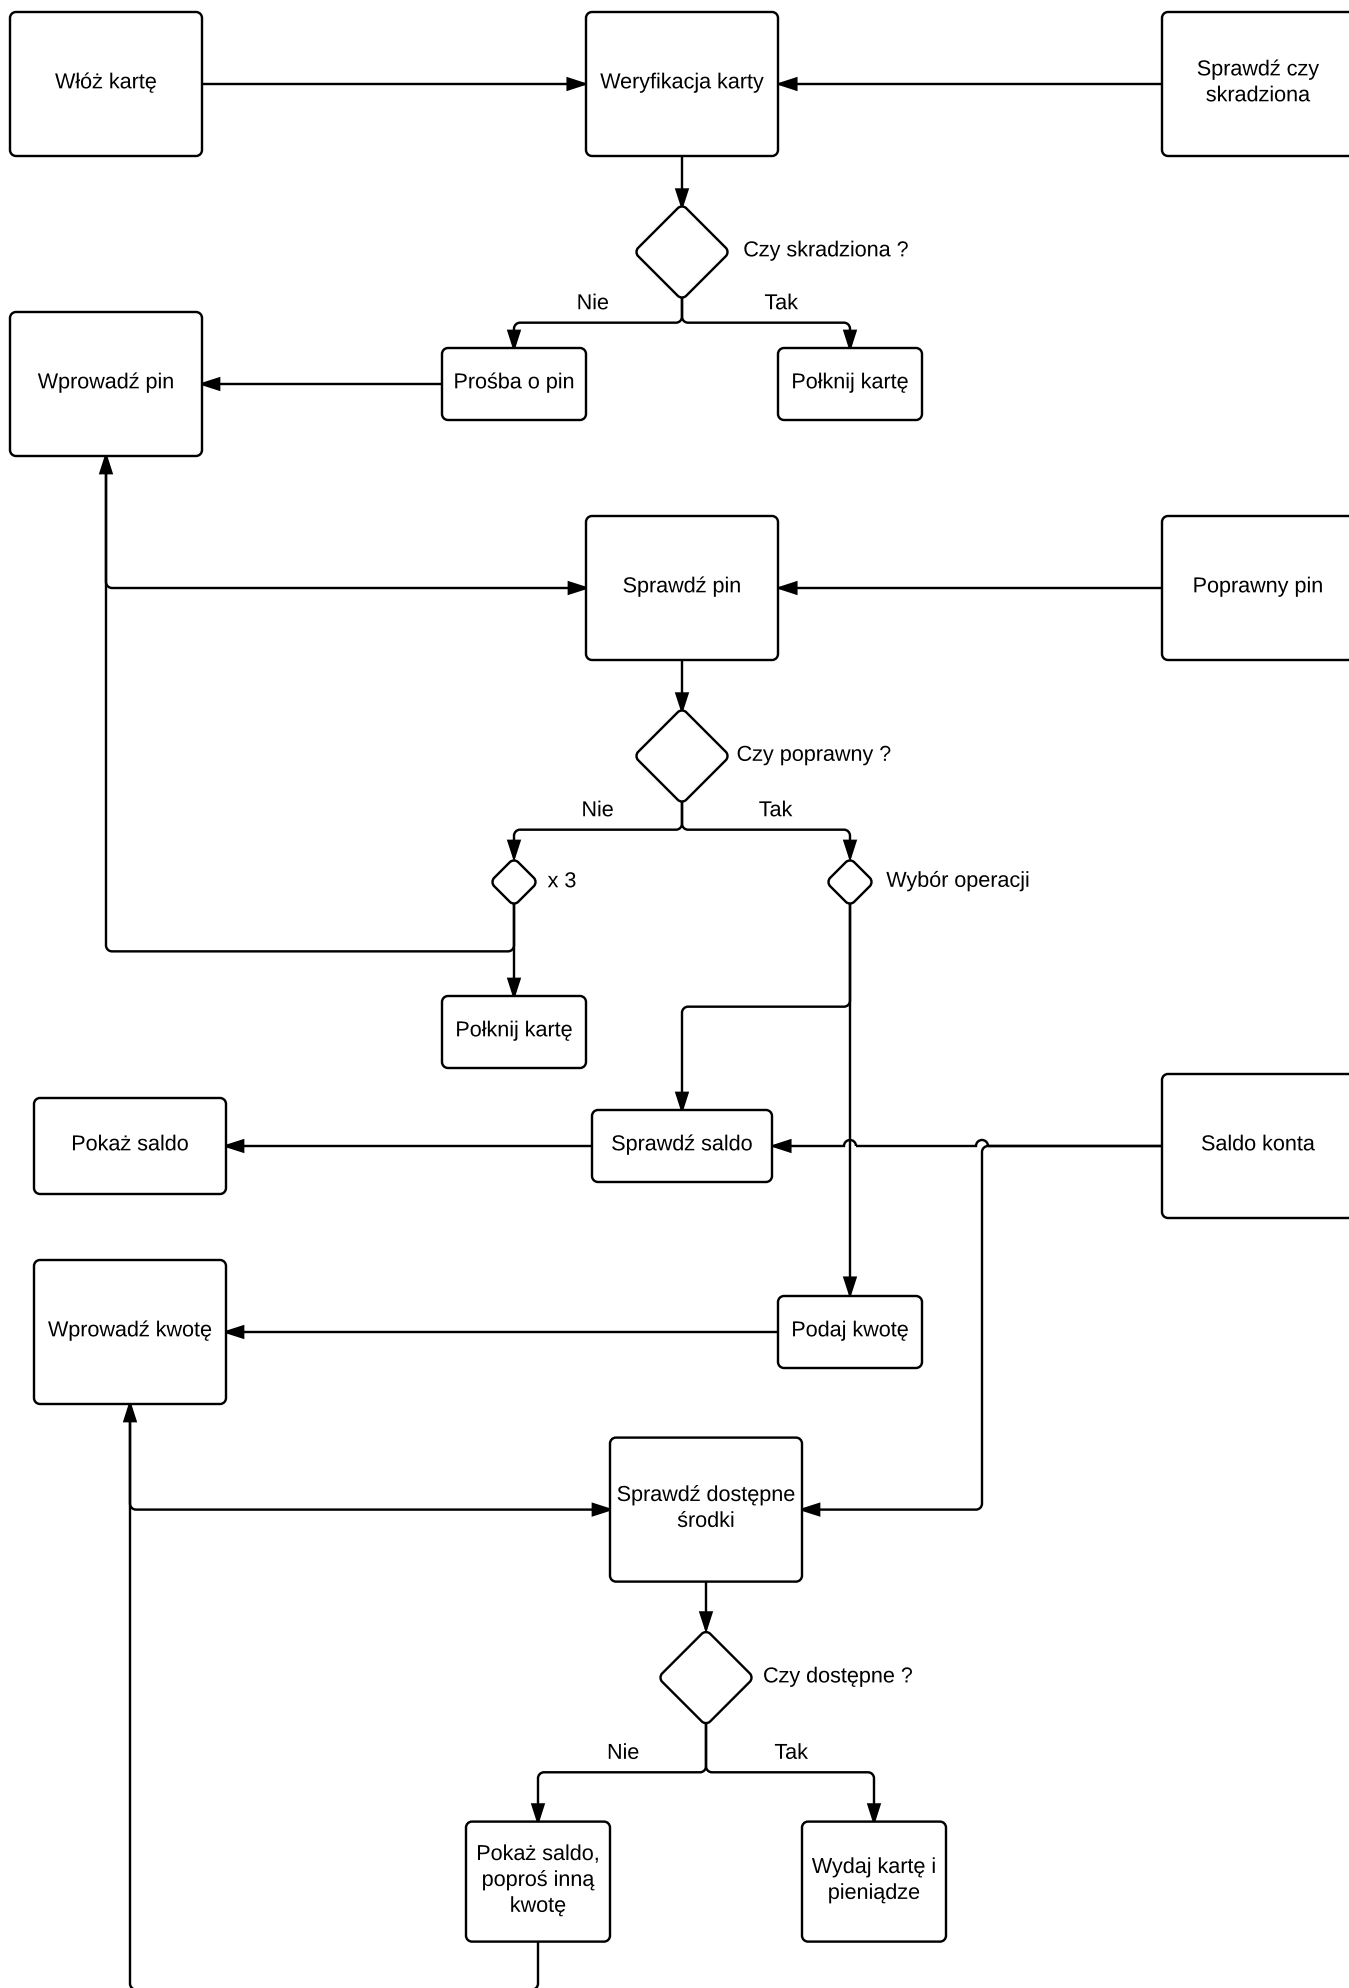 Włóż kartę
Weryfikacja karty
Sprawdź czy
skradziona
Czy skradziona ?
Nie
Tak
Wprowadź pin
Prośba o pin
Połknij kartę
Sprawdź pin
Poprawny pin
Czy poprawny ?
Nie
Tak
x 3
Wybór operacji
Połknij kartę
Pokaż saldo
Sprawdź saldo
Saldo konta
Wprowadź kwotę
Podaj kwotę
Sprawdź dostępne
środki
Czy dostępne ?
Nie
Tak
Pokaż saldo,
poproś inną
kwotę
Wydaj kartę i
pieniądze